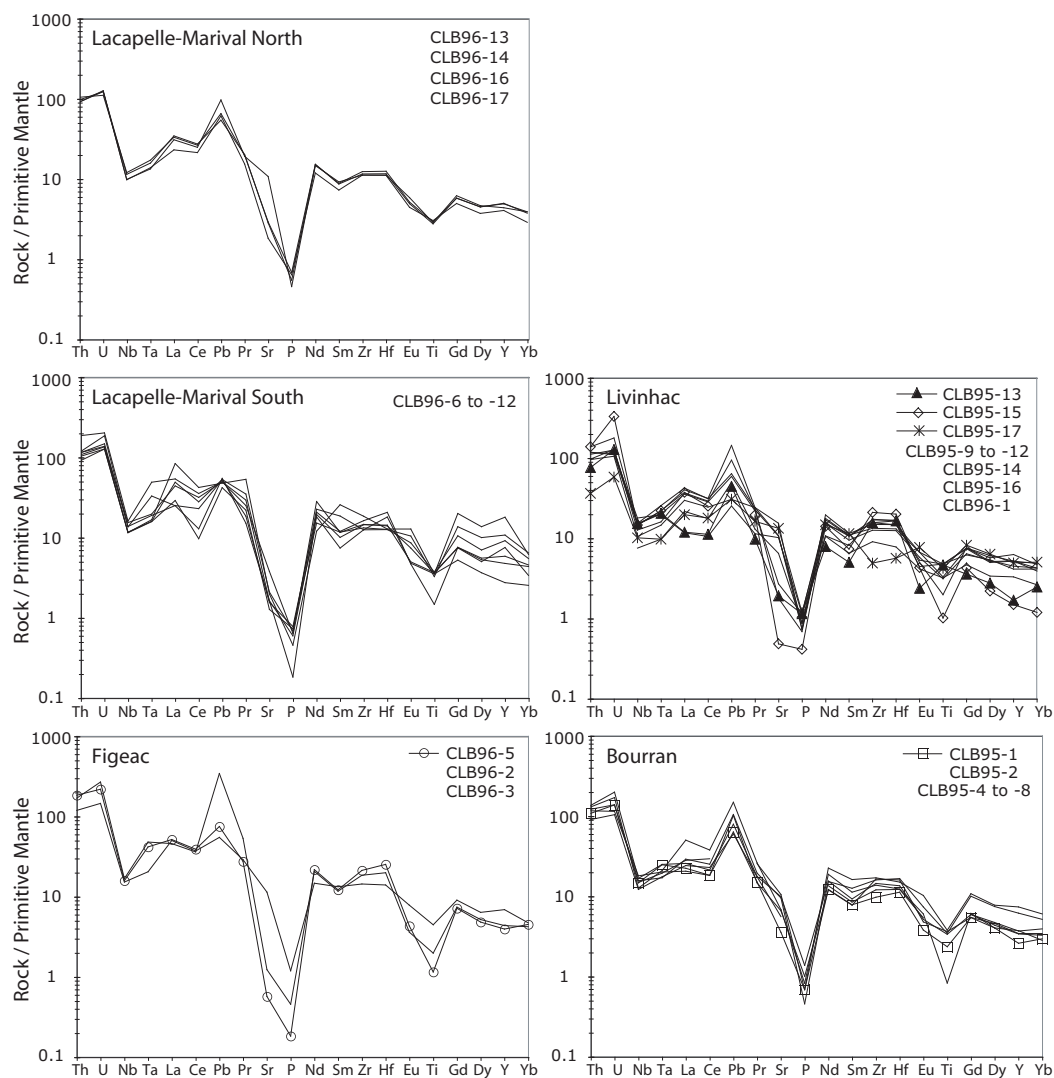 Rock / Primitive Mantle
1000
100
10
1
0.1
Lacapelle-Marival North
CLB96-13
CLB96-14
CLB96-16
CLB96-17
Th U Nb Ta La Ce Pb Pr Sr P Nd Sm Zr Hf Eu Ti Gd Dy Y Yb
Rock / Primitive Mantle
1000
100
10
1
0.1
Lacapelle-Marival South
CLB96-6 to -12
Th U Nb Ta La Ce Pb Pr Sr P Nd Sm Zr Hf Eu Ti Gd Dy Y Yb
1000
100
10
1
0.1
Livinhac
CLB95-13
CLB95-15
CLB95-17
CLB95-9 to -12
CLB95-14
CLB95-16
CLB96-1
Th U Nb Ta La Ce Pb Pr Sr P Nd Sm Zr Hf Eu Ti Gd Dy Y Yb
Rock / Primitive Mantle
1000
100
10
1
0.1
Figeac
CLB96-5
CLB96-2
CLB96-3
Th U Nb Ta La Ce Pb Pr Sr P Nd Sm Zr Hf Eu Ti Gd Dy Y Yb
1000
100
10
1
0.1
Bourran
CLB95-1
CLB95-2
CLB95-4 to -8
Th U Nb Ta La Ce Pb Pr Sr P Nd Sm Zr Hf Eu Ti Gd Dy Y Yb